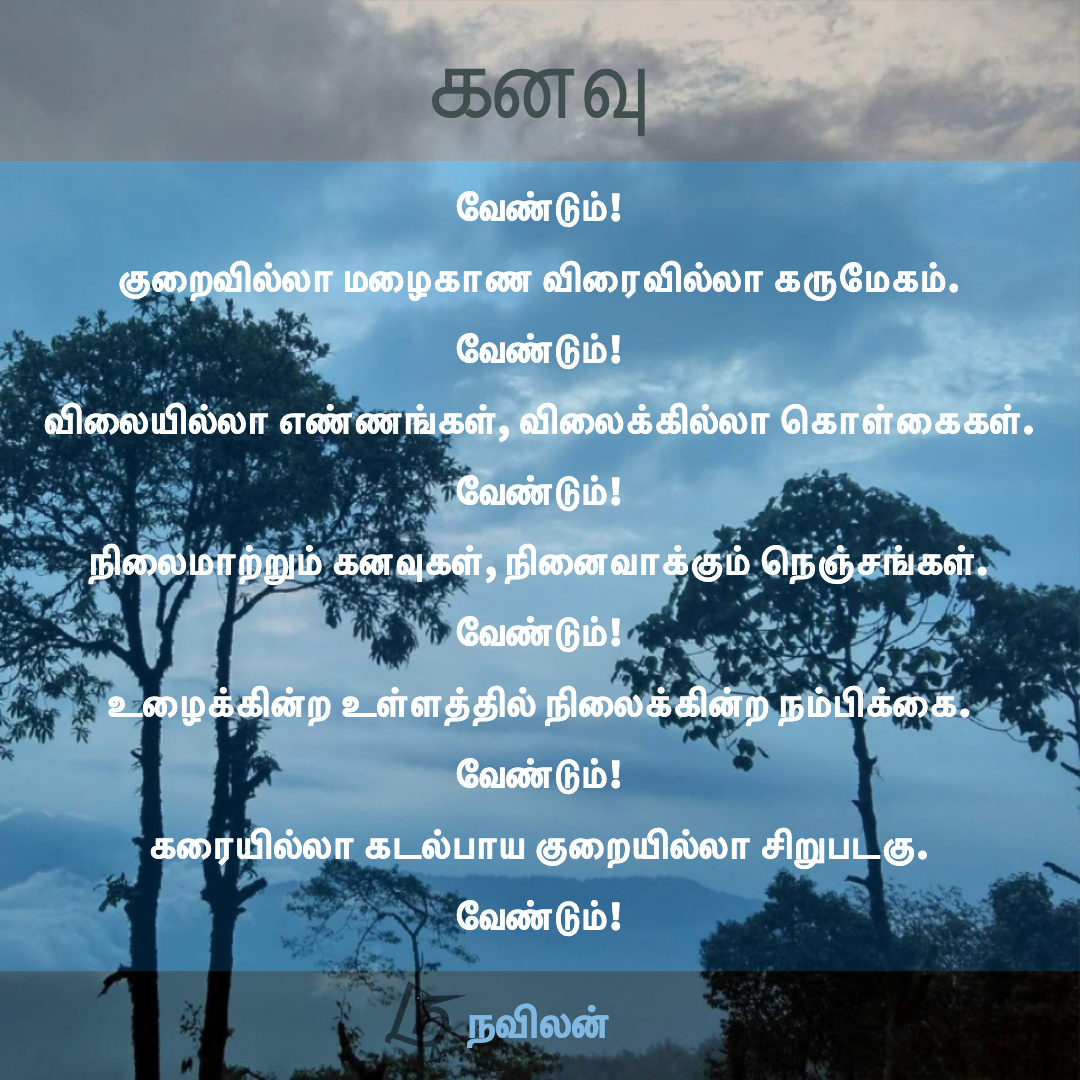 கனவு
வேண்டும்!
குறைவில்லா மழைகாண விரைவில்லா கருமேகம்.
வேண்டும்!
விலையில்லா எண்ணங்கள், விலைக்கில்லா கொள்கைகள்.
வேண்டும்!
நிலைமாற்றும் கனவுகள், நினைவாக்கும் நெஞ்சங்கள்.
வேண்டும்!
உழைக்கின்ற உள்ளத்தில் நிலைக்கின்ற நம்பிக்கை.
வேண்டும்!
கரையில்லா கடல்பாய குறையில்லா சிறுபடகு.
வேண்டும்!
நவிலன்